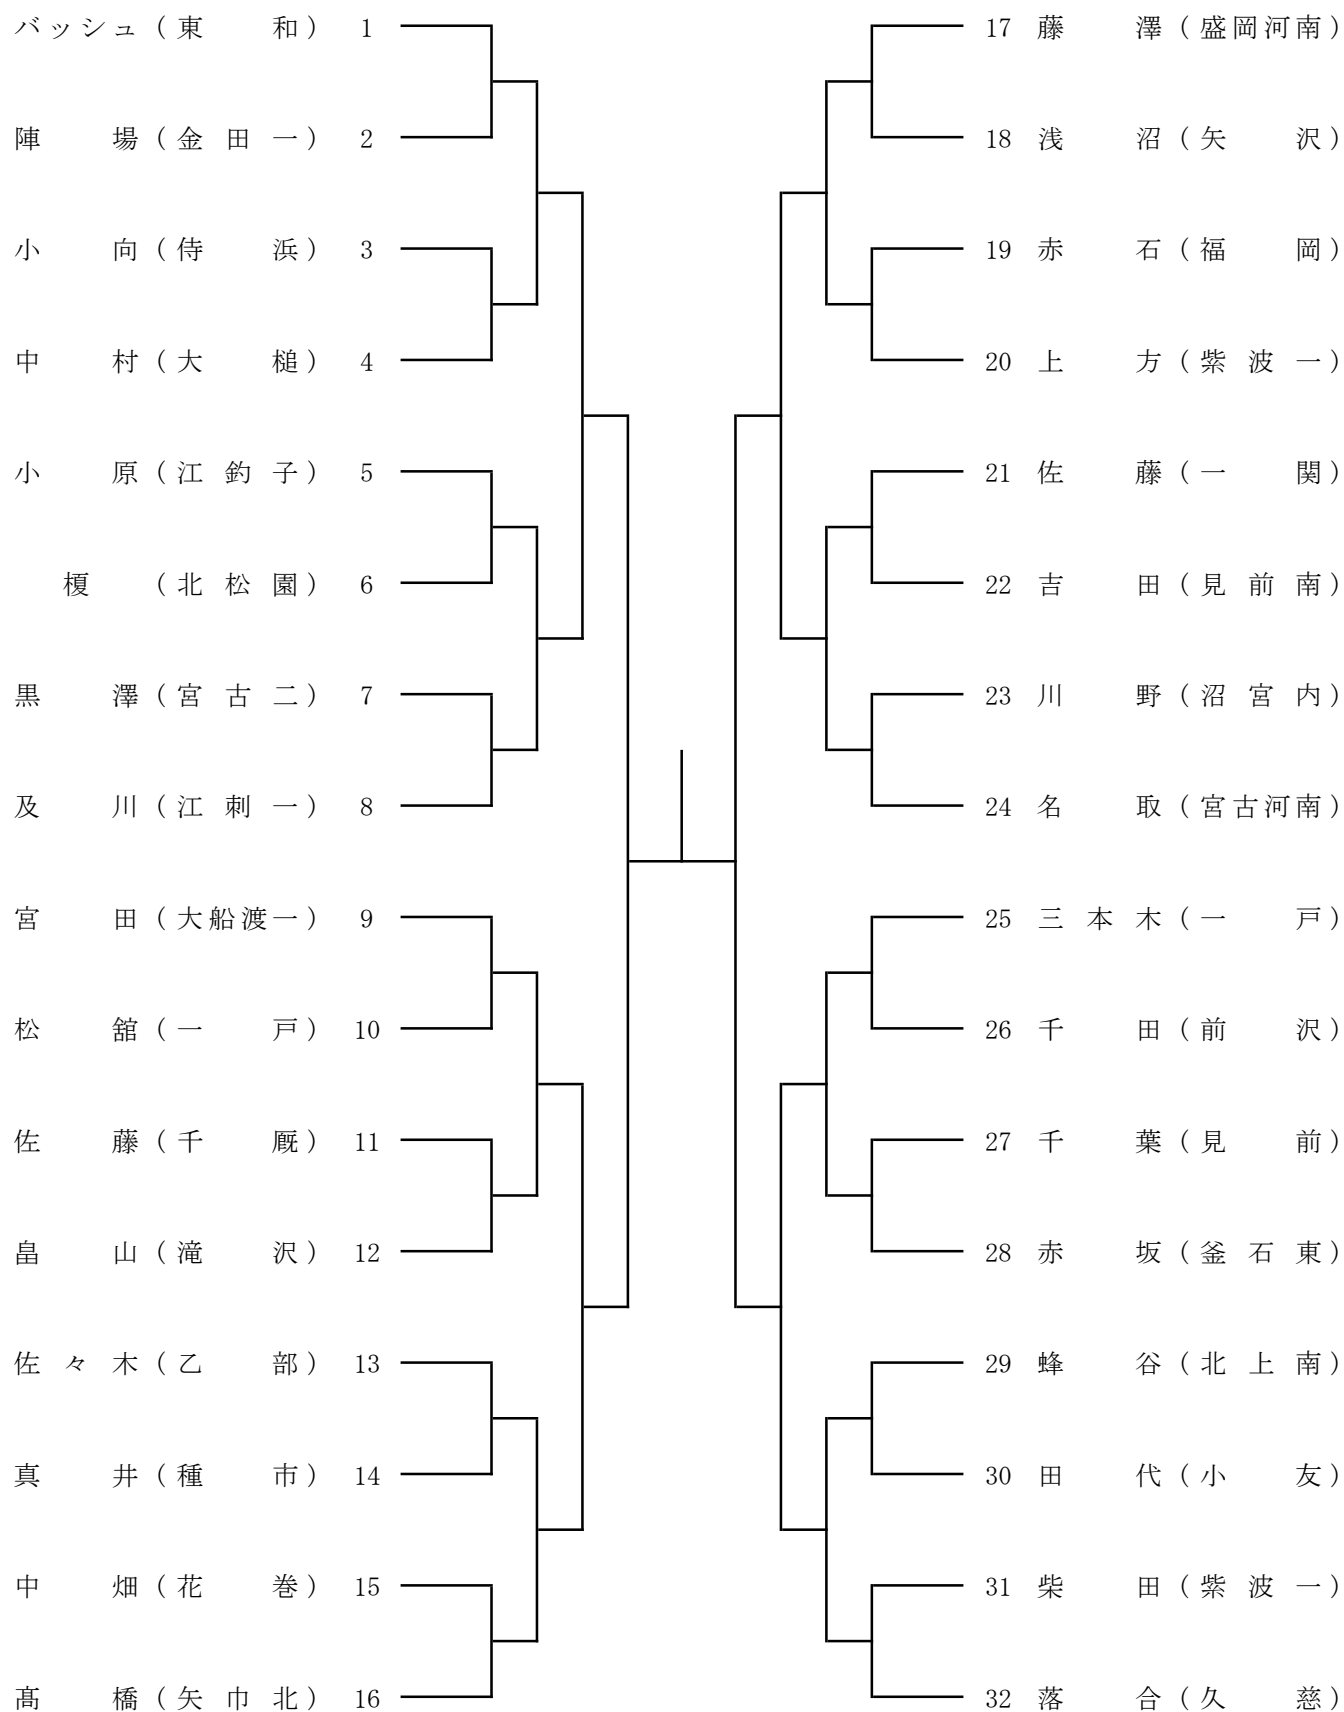 バッシュ（東和） 1
陣場（金田一） 2
小向（侍浜） 3
中村（大槌） 4
小原（江釣子） 5
榎（北松園） 6
黒澤（宮古二） 7
及川（江刺一） 8
宮田（大船渡一） 9
松舘（一戸） 10
佐藤（千厩） 11
畠山（滝沢） 12
佐々木（乙部） 13
真井（種市） 14
中畑（花巻） 15
髙橋（矢巾北） 16
17 藤澤（盛岡河南）
18 浅沼（矢沢）
19 赤石（福岡）
20 上方（紫波一）
21 佐藤（一関）
22 吉田（見前南）
23 川野（沼宮内）
24 名取（宮古河南）
25 三本木（一戸）
26 千田（前沢）
27 千葉（見前）
28 赤坂（釜石東）
29 蜂谷（北上南）
30 田代（小友）
31 柴田（紫波一）
32 落合（久慈）